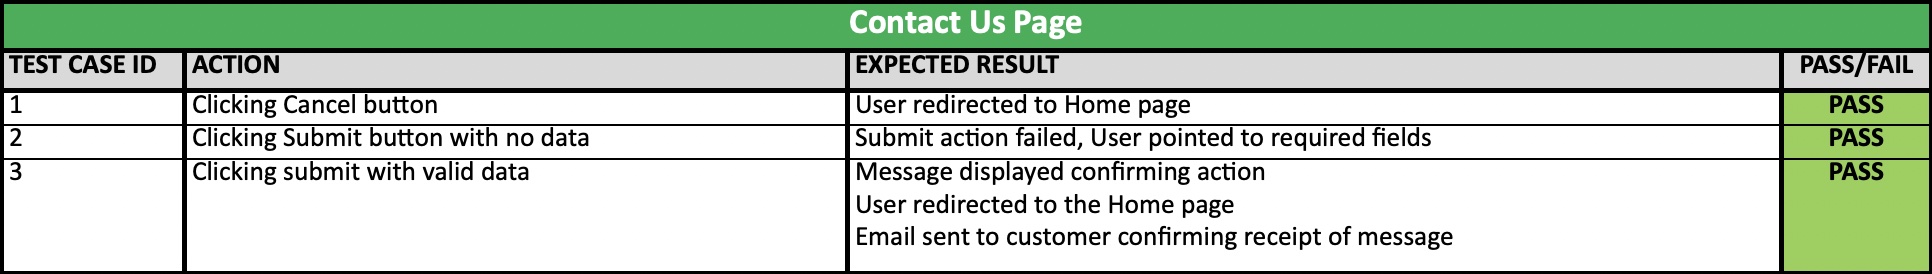 Contact Us Page
TEST CASE ID ACTION EXPECTED RESULT PASS/FAIL
1 Clicking Cancel button User redirected to Home page PASS
2 Clicking Submit button with no data Submit action failed, User pointed to required fields PASS
3 Clicking submit with valid data Message displayed confirming action PASS
User redirected to the Home page
Email sent to customer confirming receipt of message